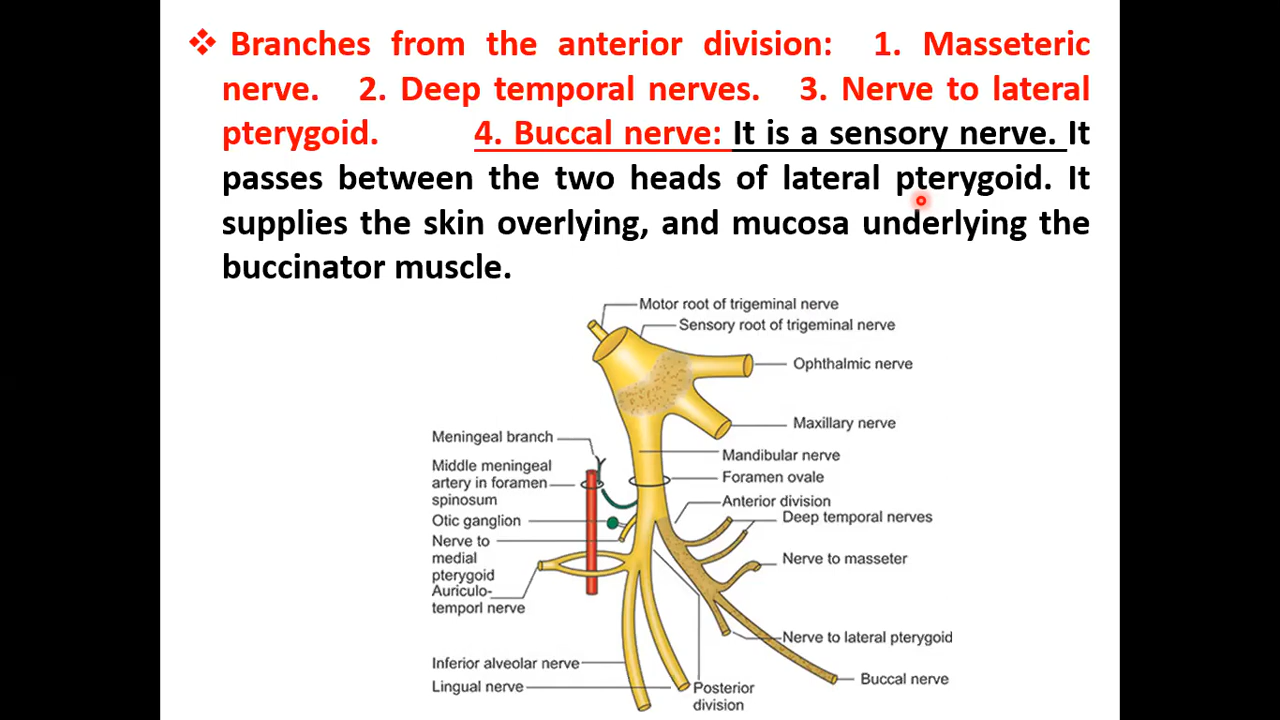 ❖ Branches from the anterior division: 1. Masseteric
nerve. 2. Deep temporal nerves. 3. Nerve to lateral
pterygoid. 4. Buccal nerve: It is a sensory nerve. It
passes between the two heads of lateral pterygoid. It
supplies the skin overlying, and mucosa underlying the
buccinator muscle.
Motor root of trigeminal nerve
Sensory root of trigeminal nerve
Ophthalmic nerve
Maxillary nerve
Meningeal branch
Mandibular nerve
Middle meningeal
artery in foramen
spinosum
Foramen ovale
Anterior division
Deep temporal nerves
Otic ganglion
Nerve to
medial
pterygoid
Nerve to masseter
Auriculo-
temporl nerve
Nerve to lateral pterygoid
Inferior alveolar nerve
Buccal nerve
Lingual nerve
Posterior
division